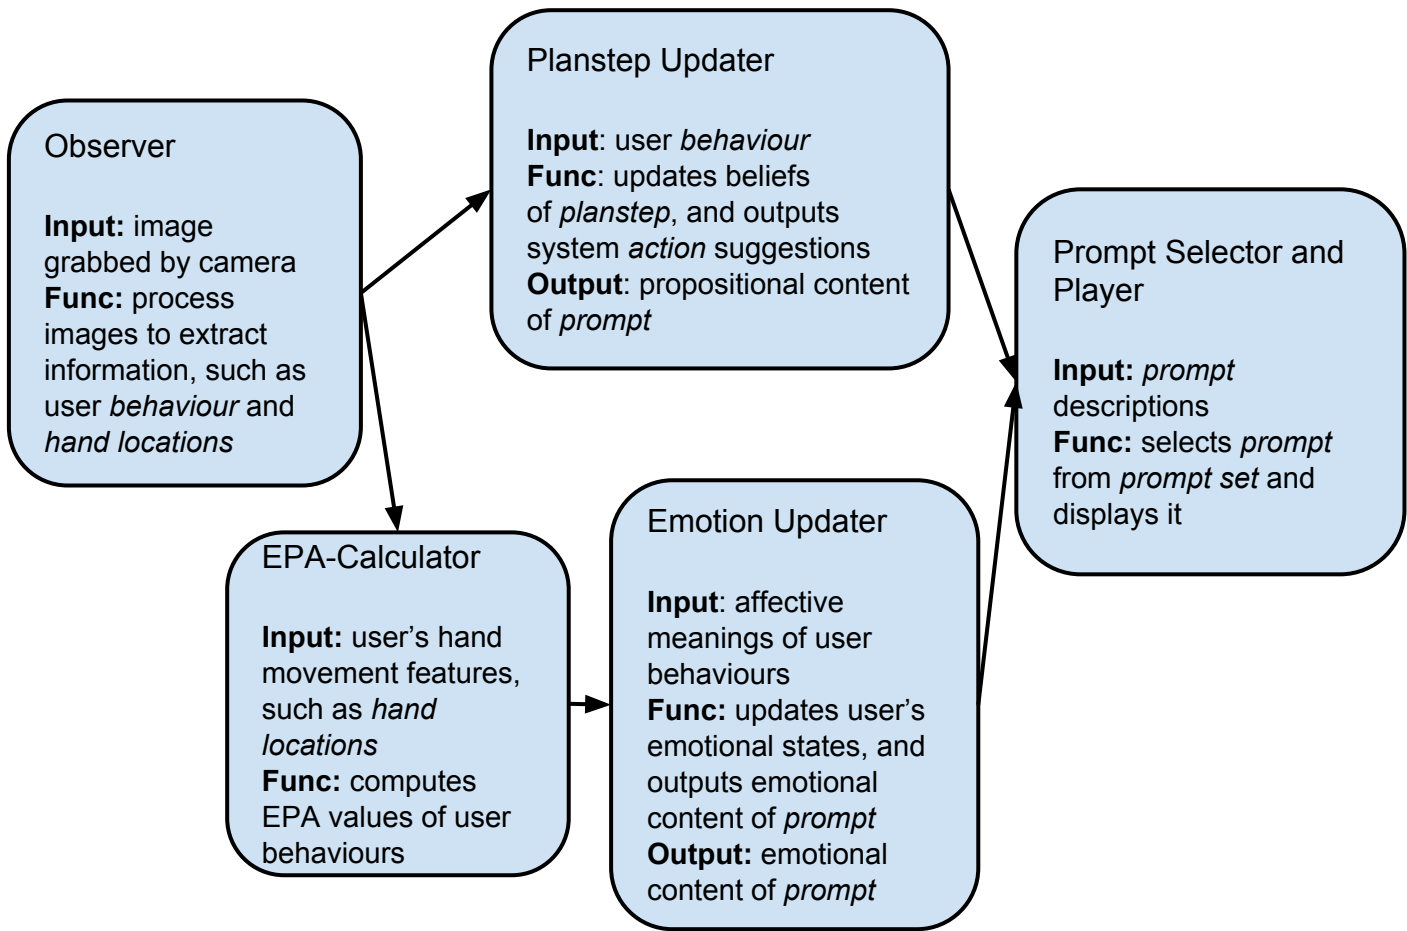 Observer
Input: image
grabbed by camera
Func: process
images to extract
information, such as
user behaviour and
hand locations
Planstep Updater
Input: user behaviour
Func: updates beliefs
of planstep, and outputs
system action suggestions
Output: propositional content
of prompt
EPA-Calculator
Input: user’s hand
movement features,
such as hand
locations
Func: computes
EPA values of user
behaviours
Emotion Updater
Input: affective
meanings of user
behaviours
Func: updates user’s
emotional states, and
outputs emotional
content of prompt
Output: emotional
content of prompt
Prompt Selector and
Player
Input: prompt
descriptions
Func: selects prompt
from prompt set and
displays it